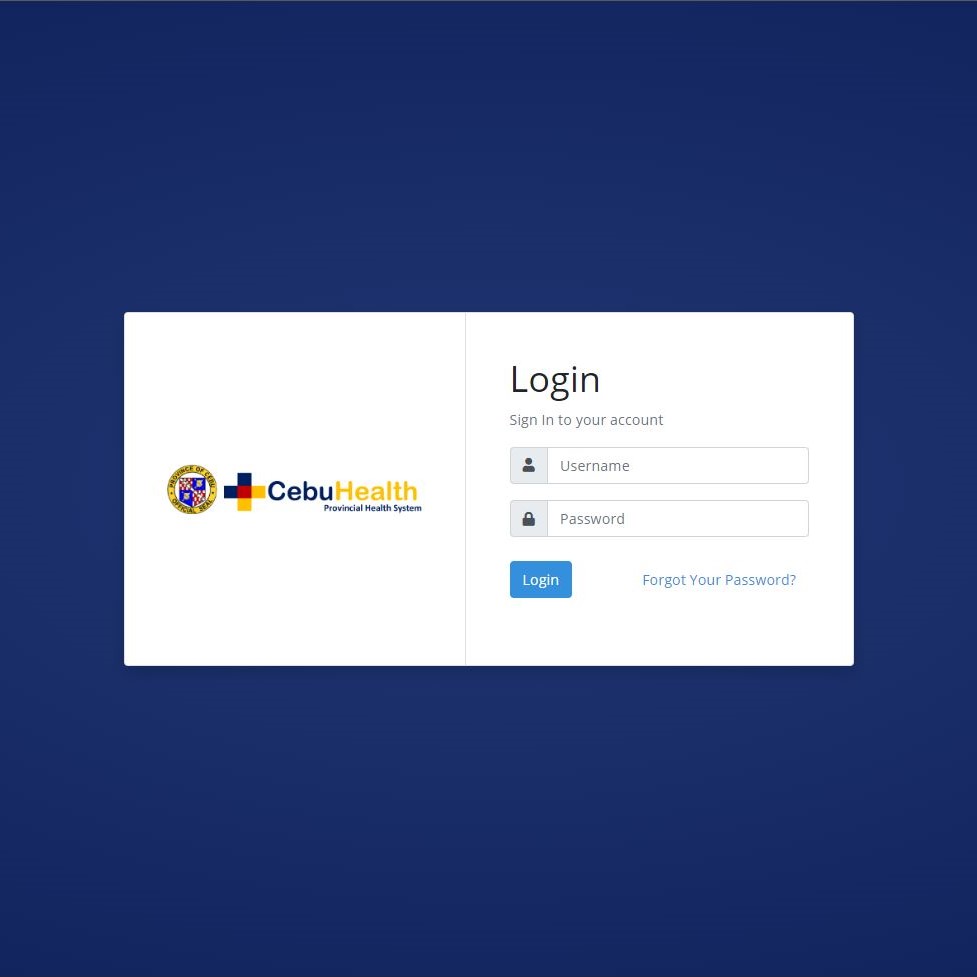 PROVINCE OF CEBU
OFFICIAL SEAL
CebuHealth
Provincial Health System
Login
Sign In to your account
Username
Password
Login
Forgot Your Password?